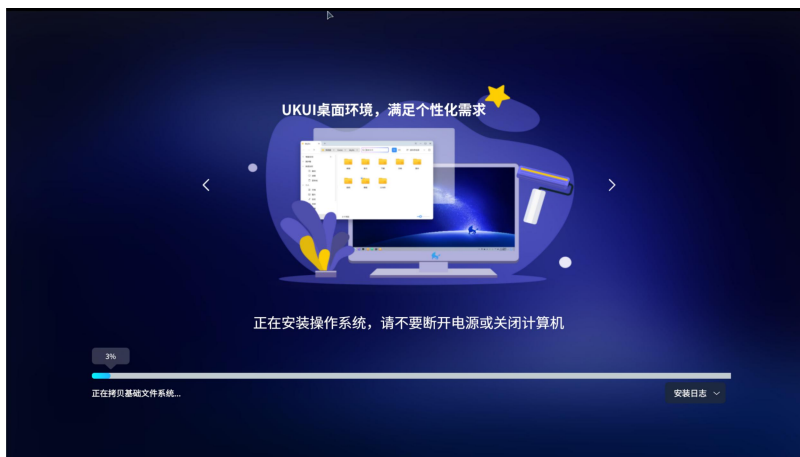 UKUI桌面环境，满足个性化需求
正在安装操作系统，请不要断开电源或关闭计算机
3%
正在拷贝基础文件系统...
安装日志